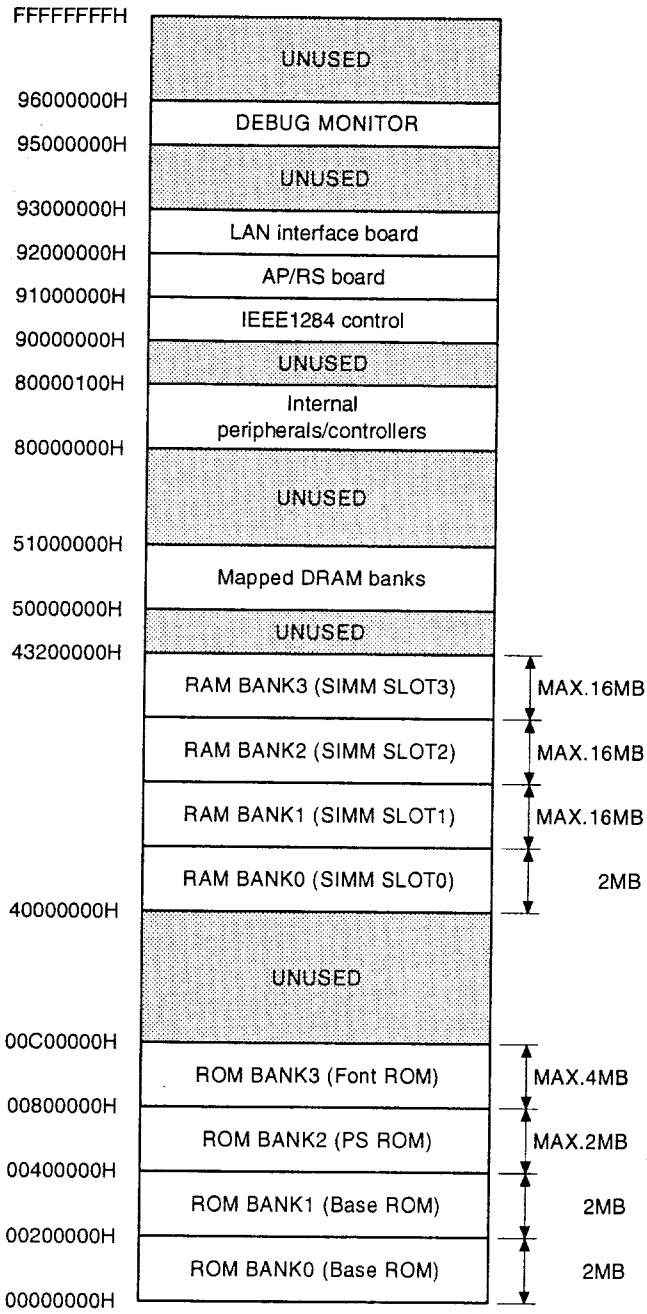 FFFFFFFFH
UNUSED
96000000H
DEBUG MONITOR
95000000H
UNUSED
93000000H
LAN interface board
92000000H
AP/RS board
91000000H
IEEE1284 control
90000000H
UNUSED
80000100H
Internal
peripherals/controllers
80000000H
UNUSED
51000000H
Mapped DRAM banks
50000000H
UNUSED
43200000H
RAM BANK3 (SIMM SLOT3) MAX.16MB
RAM BANK2 (SIMM SLOT2) MAX.16MB
RAM BANK1 (SIMM SLOT1) MAX.16MB
RAM BANK0 (SIMM SLOT0) 2MB
40000000H
UNUSED
00C00000H
ROM BANK3 (Font ROM) MAX.4MB
00800000H
ROM BANK2 (PS ROM) MAX.2MB
00400000H
ROM BANK1 (Base ROM) 2MB
00200000H
ROM BANK0 (Base ROM) 2MB
00000000H